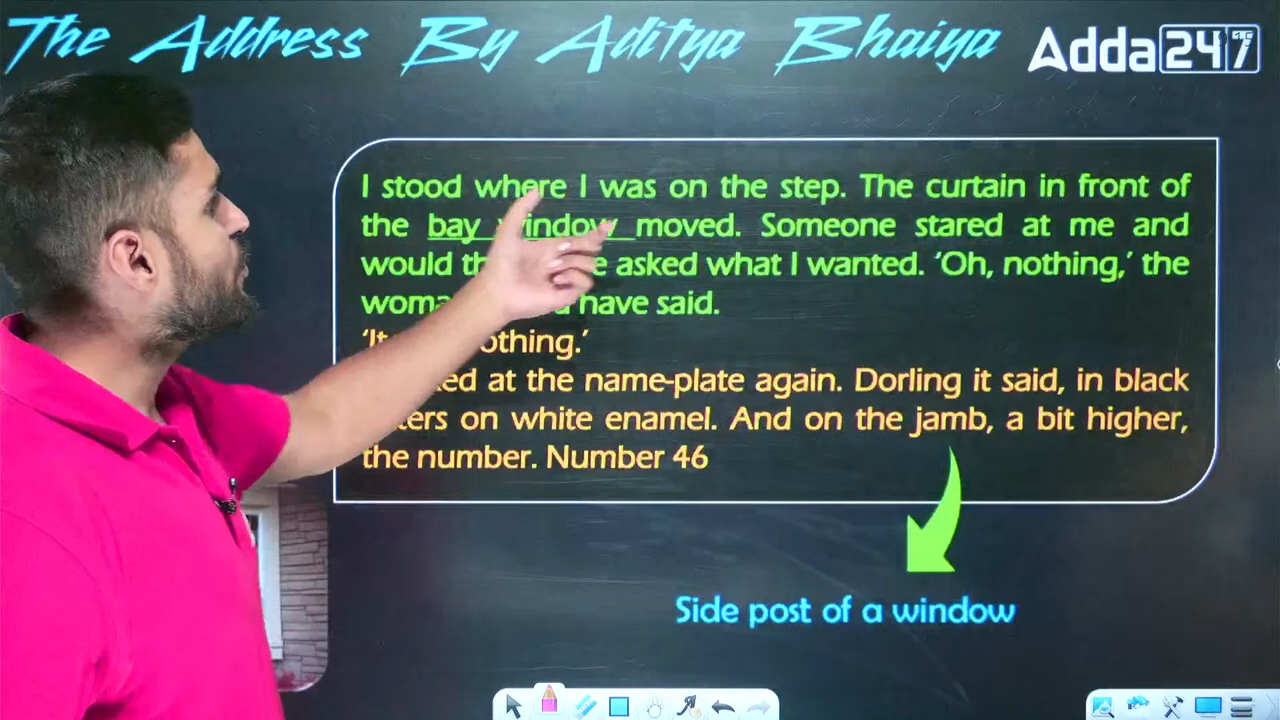 The Address By Aditya Bhaiya
Adda247
I stood where I was on the step. The curtain in front of
the bay window moved. Someone stared at me and
would asked what I wanted. ‘Oh, nothing,’ the
have said.
nothing.’
at the name-plate again. Dorling it said, in black
on white enamel. And on the jamb, a bit higher,
the number. Number 46
Side post of a window